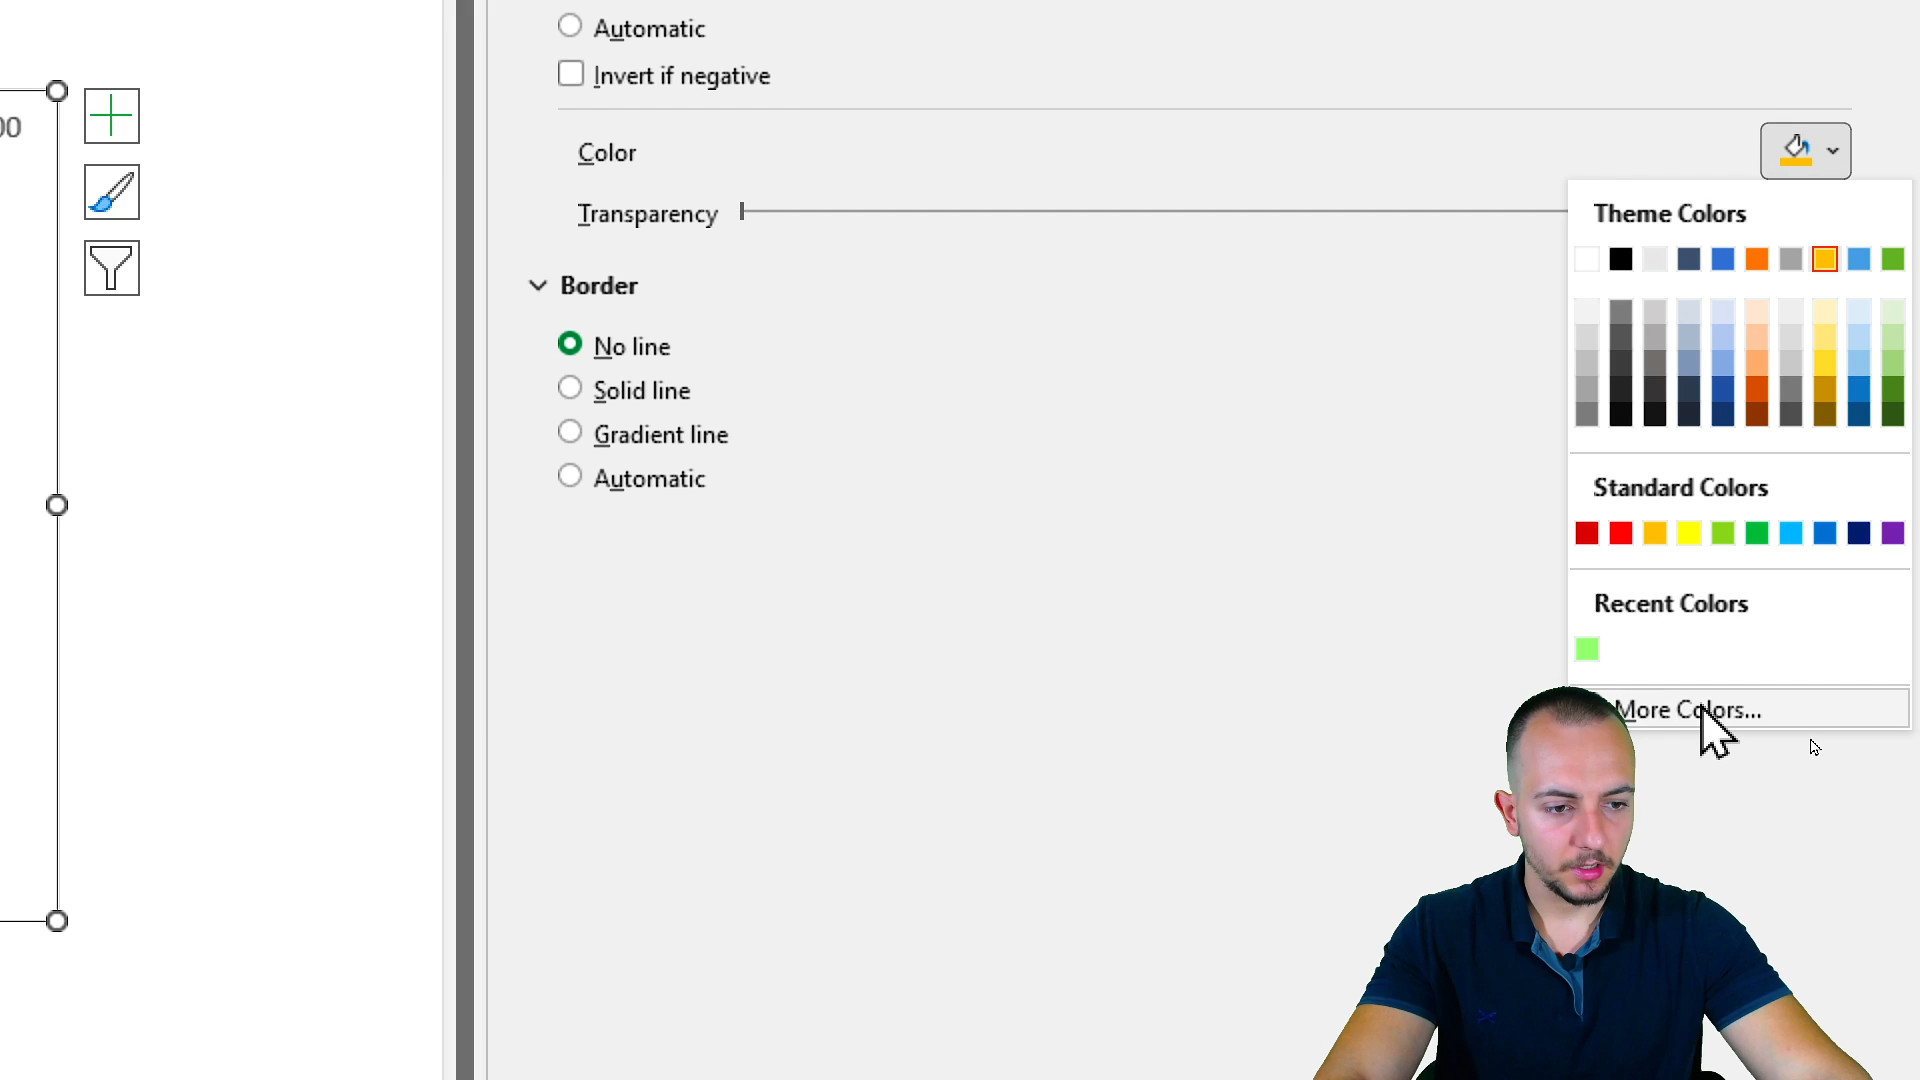 00
Automatic
Invert if negative
Color
Transparency
Border
No line
Solid line
Gradient line
Automatic
Theme Colors
Standard Colors
Recent Colors
More Colors...